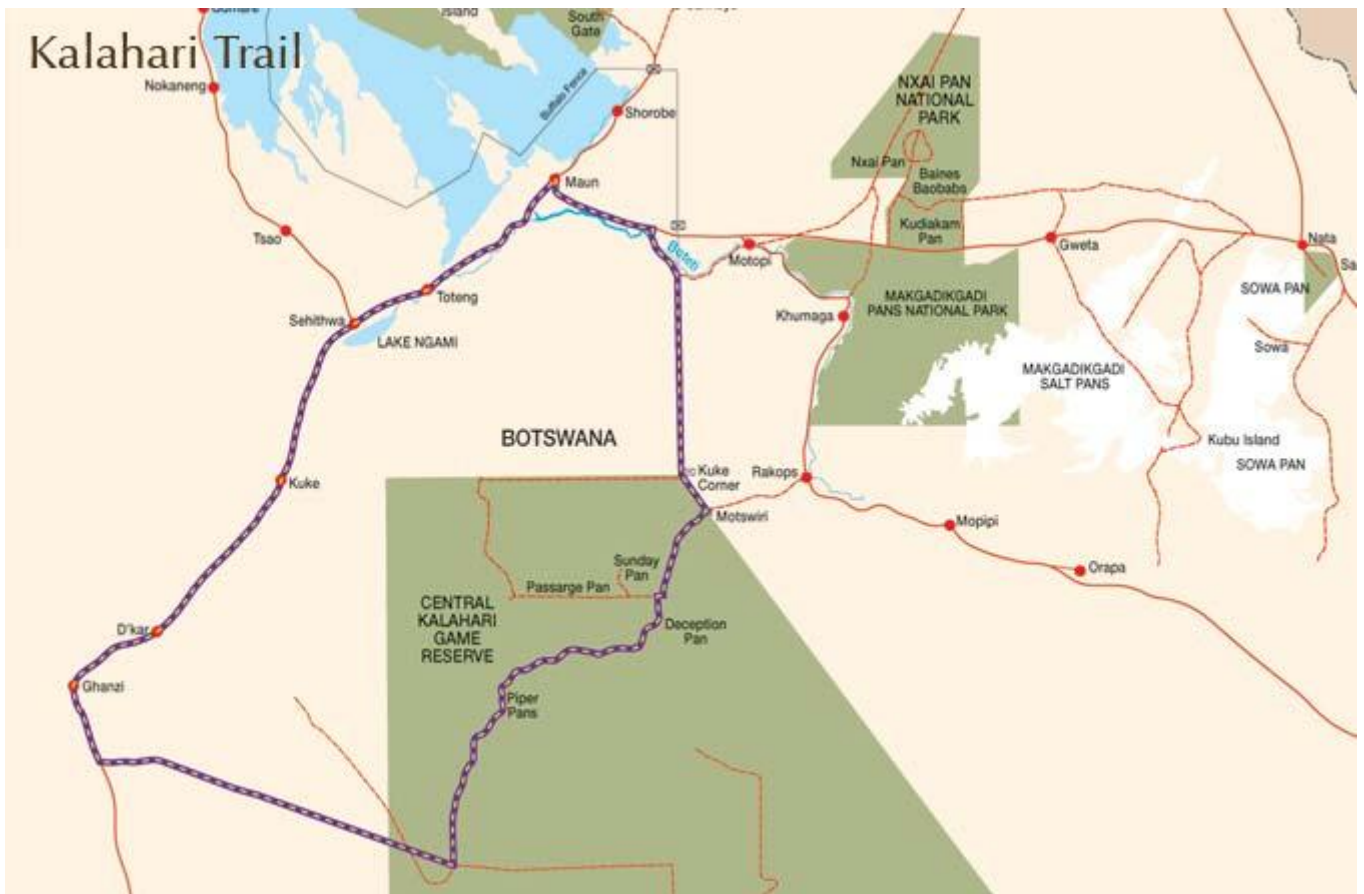 Kalahari Trail
Island
South
Gate
Nokaneng
Buffalo Fence
Shorobe
NXAI PAN
NATIONAL
PARK
Nxai Pan
Baines
Baobabs
Maun
Tsao
Kudiakam
Pan
Boteti
Motopi
Gweta
Nata
Toteng
Sehithwa
LAKE NGAMI
Khumaga
MAKGADIKGADI
PANS NATIONAL PARK
SOWA PAN
Sowa
MAKGADIKGADI
SALT PANS
BOTSWANA
Kubu Island
SOWA PAN
Kuke
Kuke
Corner
Rakops
Motswiri
Mopipi
Sunday
Pan
Passarge Pan
Orapa
CENTRAL
KALAHARI
GAME
RESERVE
D'kar
Deception
Pan
Ghanzi
Piper
Pans